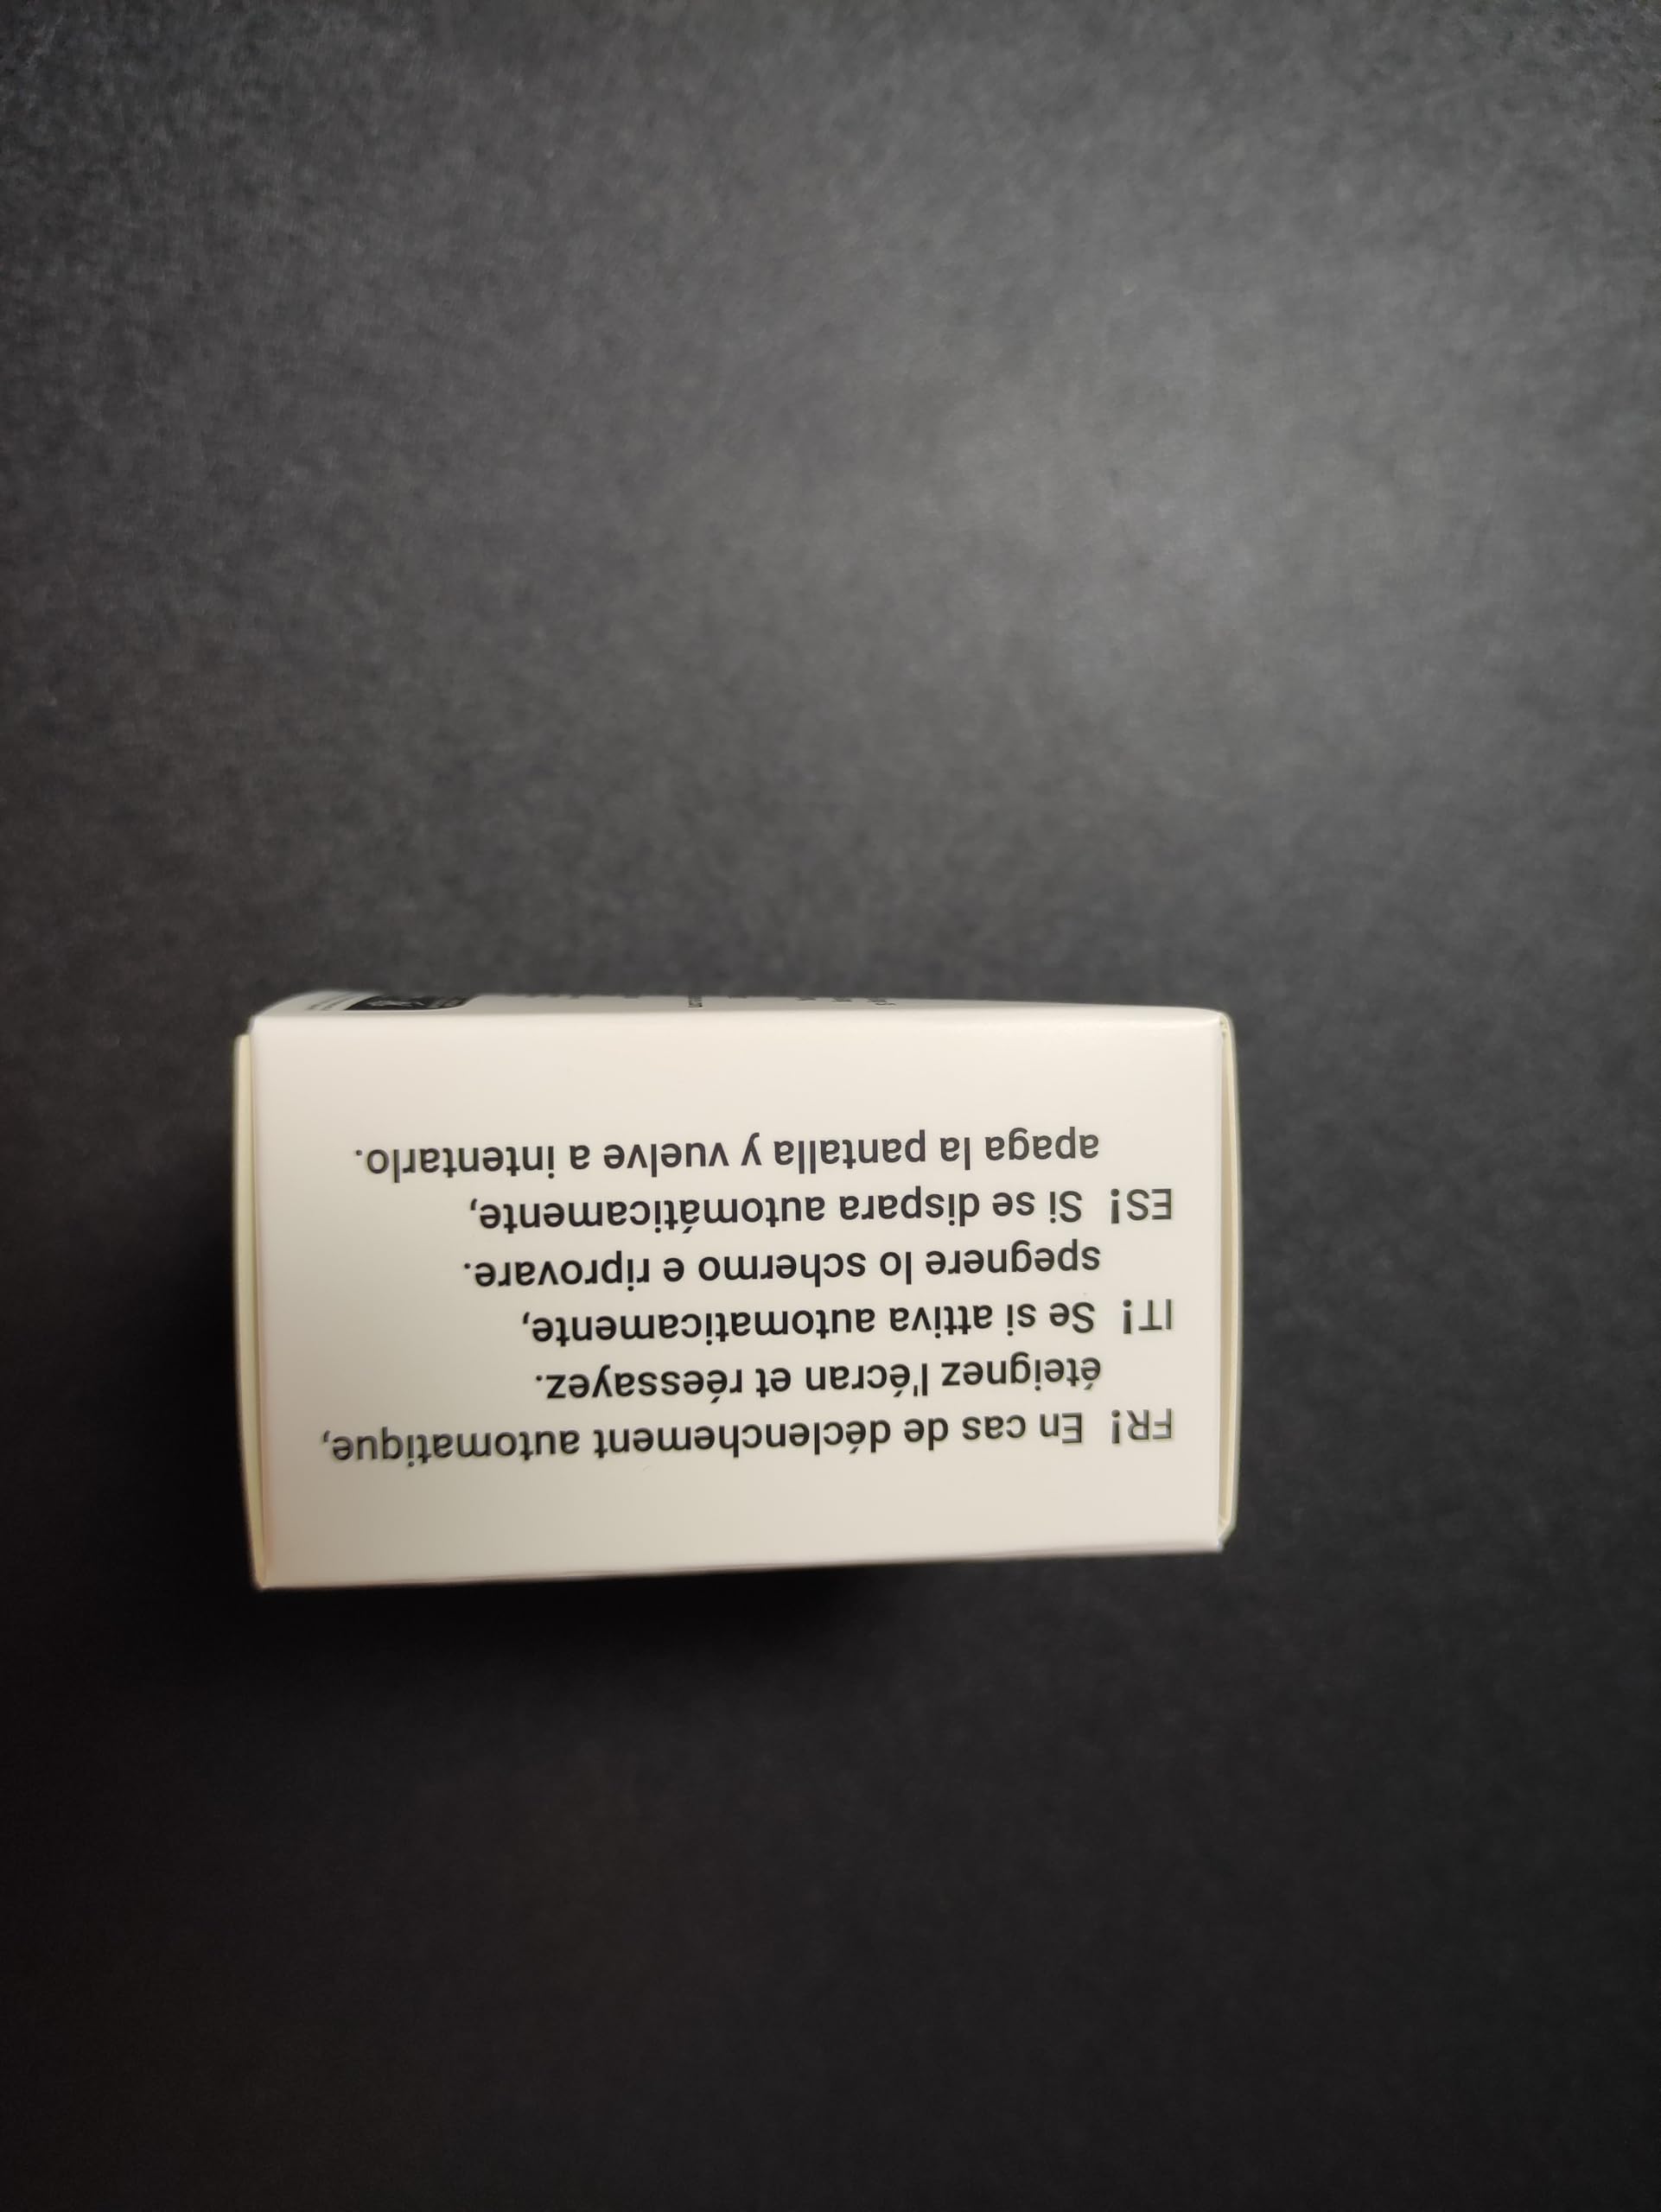 FR! En cas de déclenchement automatique,
éteignez l'écran et réessayez.
IT! Se si attiva automaticamente,
spegnere lo schermo e riprovare.
ES! Si se dispara automáticamente,
apaga la pantalla y vuelve a intentarlo.